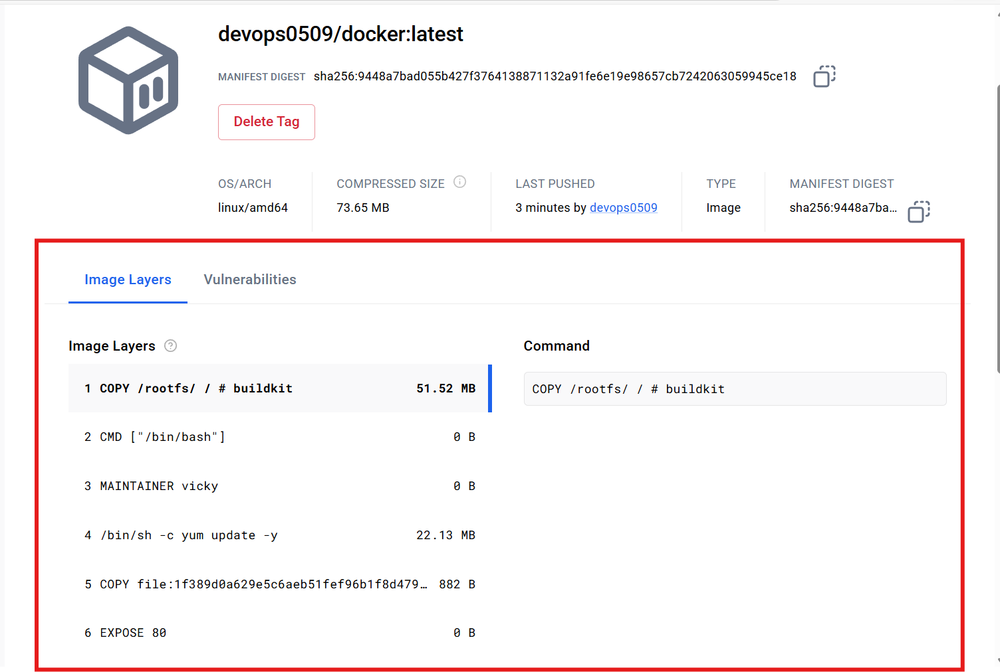 devops0509/docker:latest
MANIFEST DIGEST sha256:9448a7bad055b427f3764138871132a91fe6e19e98657cb7242063059945ce18
Delete Tag
OS/ARCH COMPRESSED SIZE LAST PUSHED TYPE MANIFEST DIGEST
linux/amd64 73.65 MB 3 minutes by devops0509 Image sha256:9448a7ba...
Image Layers Vulnerabilities
Image Layers ? Command
1 COPY /rootfs/ / # buildkit 51.52 MB COPY /rootfs/ / # buildkit
2 CMD ["/bin/bash"] 0 B
3 MAINTAINER vicky 0 B
4 /bin/sh -c yum update -y 22.13 MB
5 COPY file:1f389d0a629e5c6aeb51fef96b1f8d479… 882 B
6 EXPOSE 80 0 B